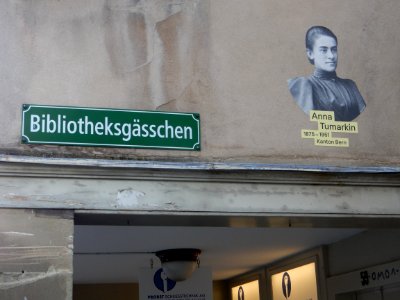 Bibliotheksgässchen
Anna
Tumarkin
1875 – 1951
Kanton Bern